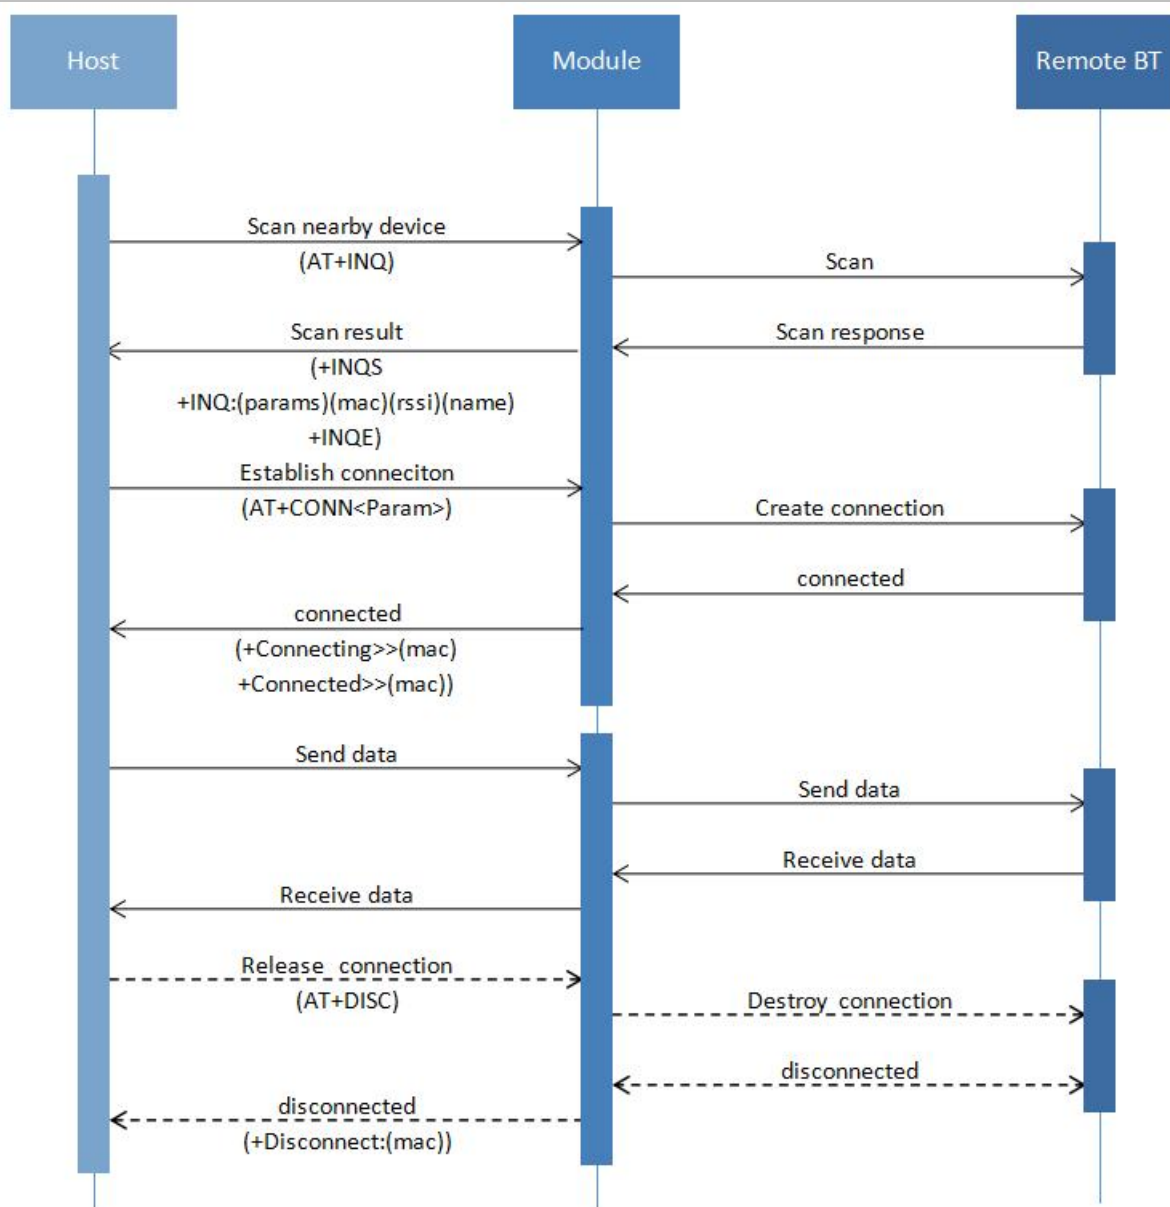 Host
Module
Remote BT
Scan nearby device
(AT+INQ)
Scan
Scan result
Scan response
(+INQS
+INQ:(params)(mac)(rssi)(name)
+INQE)
Establish conneciton
(AT+CONN<Param>)
Create connection
connected
connected
(+Connecting>>(mac)
+Connected>>(mac))
Send data
Send data
Receive data
Receive data
Release connection
(AT+DISC)
Destroy connection
disconnected
disconnected
(+Disconnect:(mac))